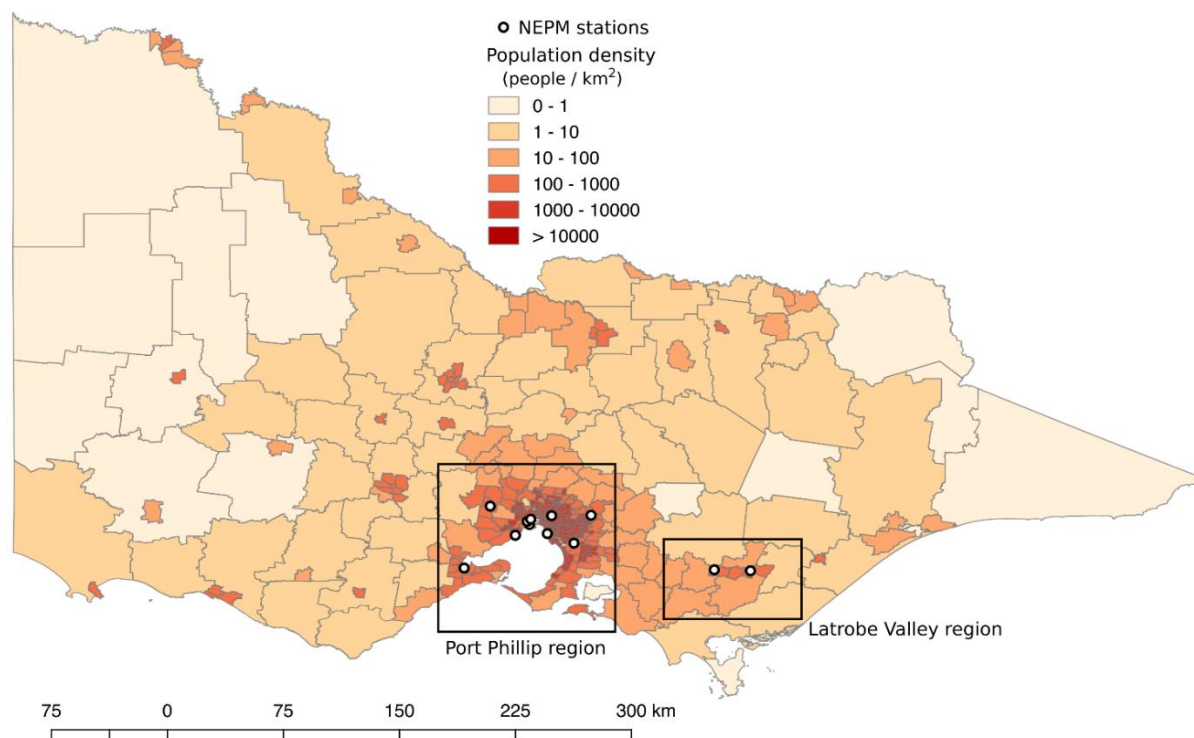 NEPM stations
Population density
(people / km²)
0 - 1
1 - 10
10 - 100
100 - 1000
1000 - 10000
> 10000
Port Phillip region
Latrobe Valley region
75 0 75 150 225 300 km